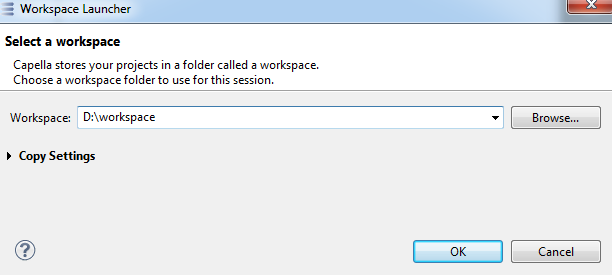 Workspace Launcher
Select a workspace
Capella stores your projects in a folder called a workspace.
Choose a workspace folder to use for this session.
Workspace: D:\workspace Browse...
Copy Settings
? OK Cancel